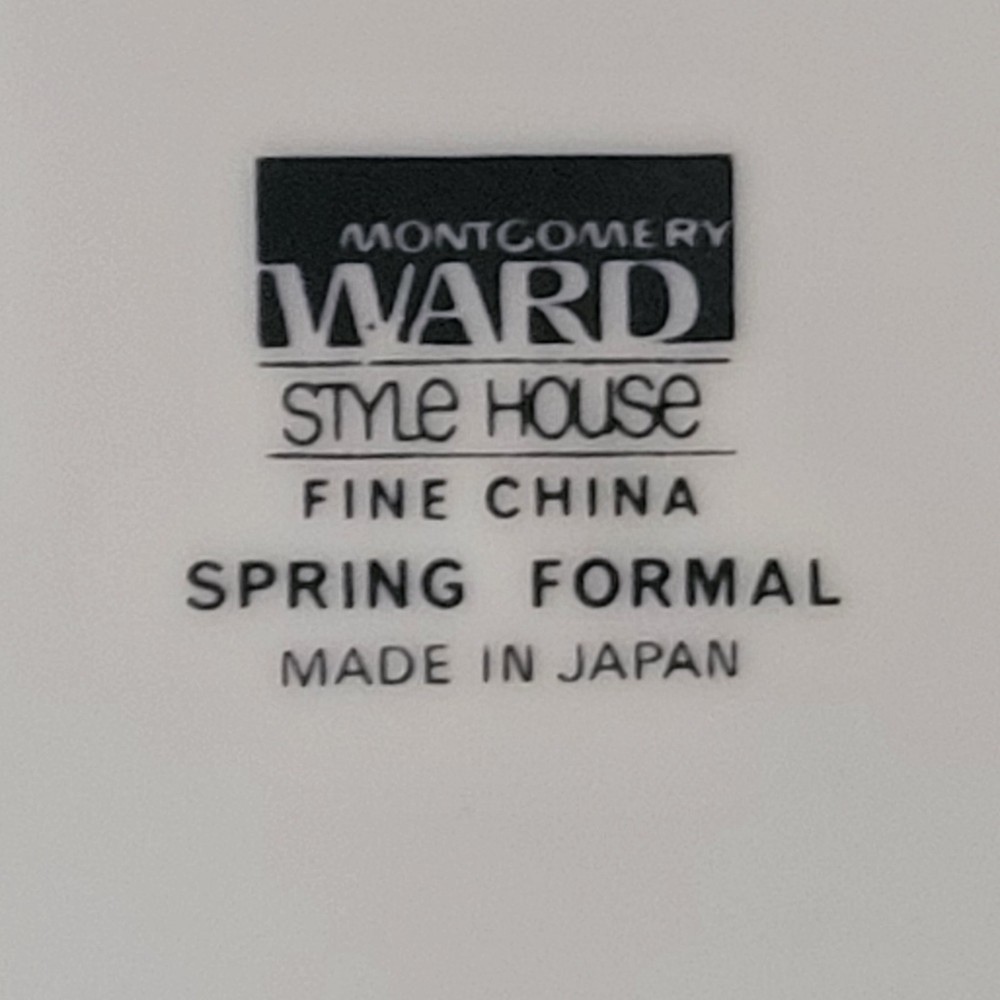 MONTGOMERY
WARD
STYLe HOUSe
FINE CHINA
SPRING FORMAL
MADE IN JAPAN